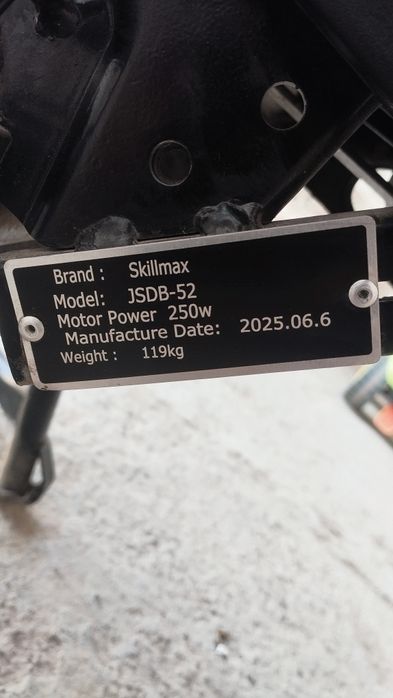 Brand : Skillmax
Model: JSDB-52
Motor Power 250w
Manufacture Date: 2025.06.6
Weight : 119kg